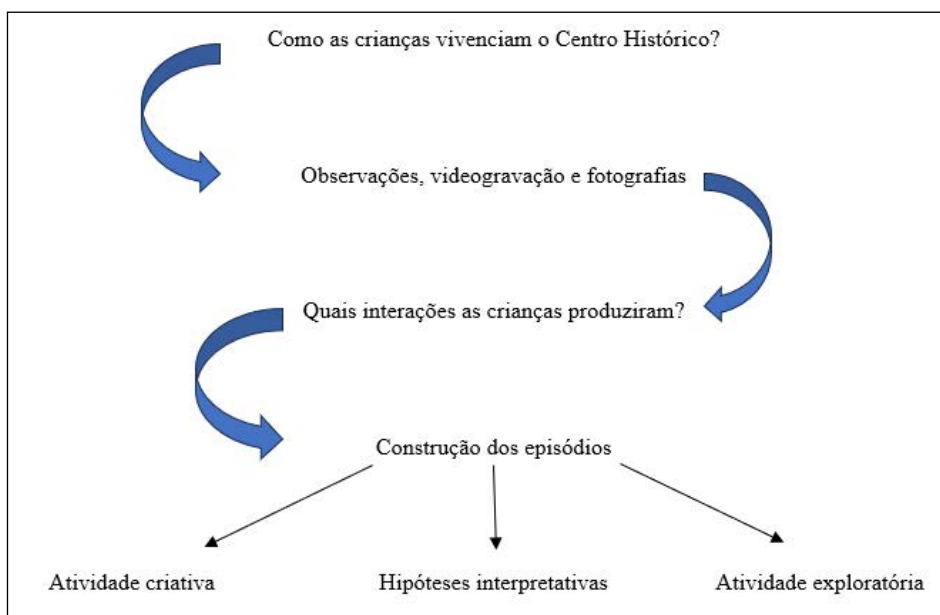 Como as crianças vivenciam o Centro Histórico?
Observações, videogravação e fotografias
Quais interações as crianças produziram?
Construção dos episódios
Atividade criativa
Hipóteses interpretativas
Atividade exploratória